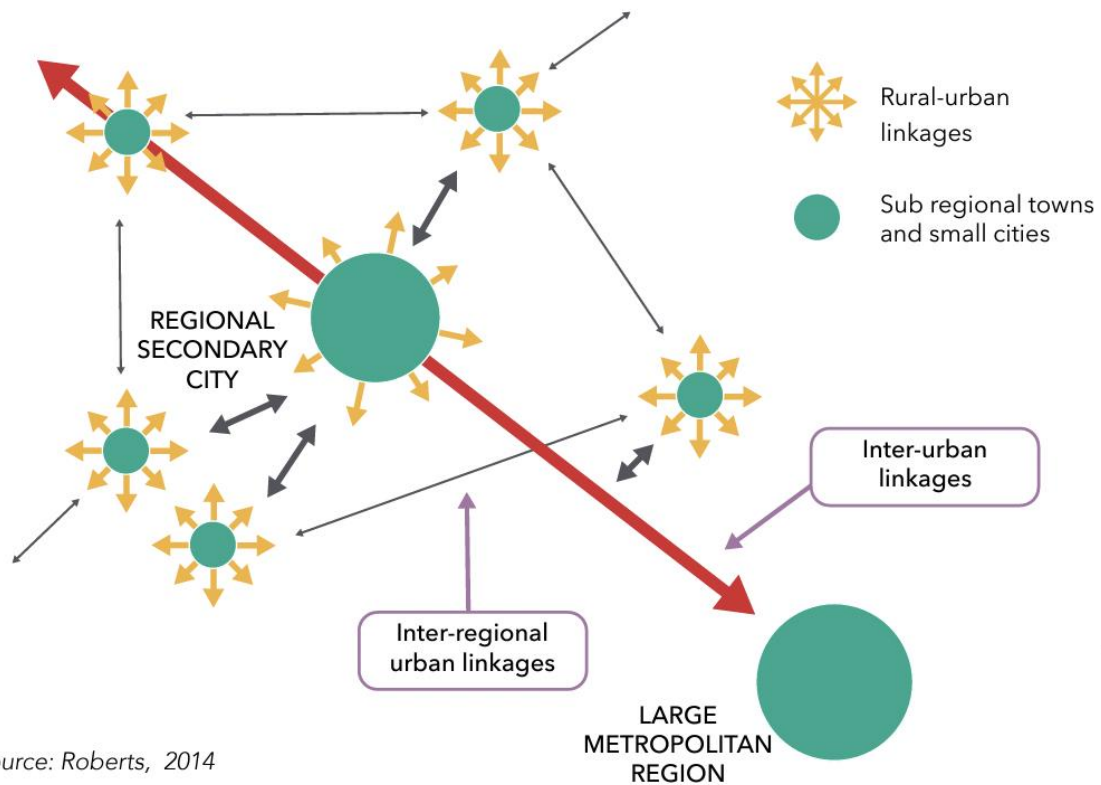 Rural-urban
linkages
Sub regional towns
and small cities
REGIONAL
SECONDARY
CITY
Inter-urban
linkages
Inter-regional
urban linkages
LARGE
METROPOLITAN
REGION
urce: Roberts, 2014